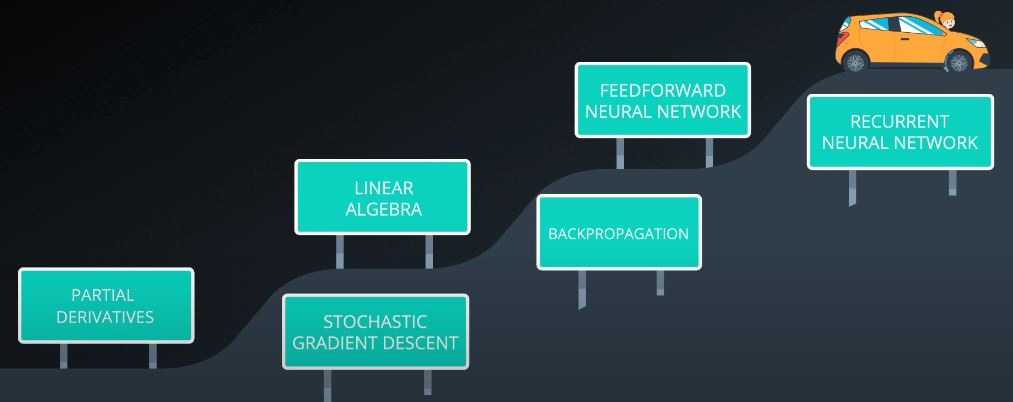 PARTIAL
DERIVATIVES
LINEAR
ALGEBRA
STOCHASTIC
GRADIENT DESCENT
FEEDFORWARD
NEURAL NETWORK
BACKPROPAGATION
RECURRENT
NEURAL NETWORK